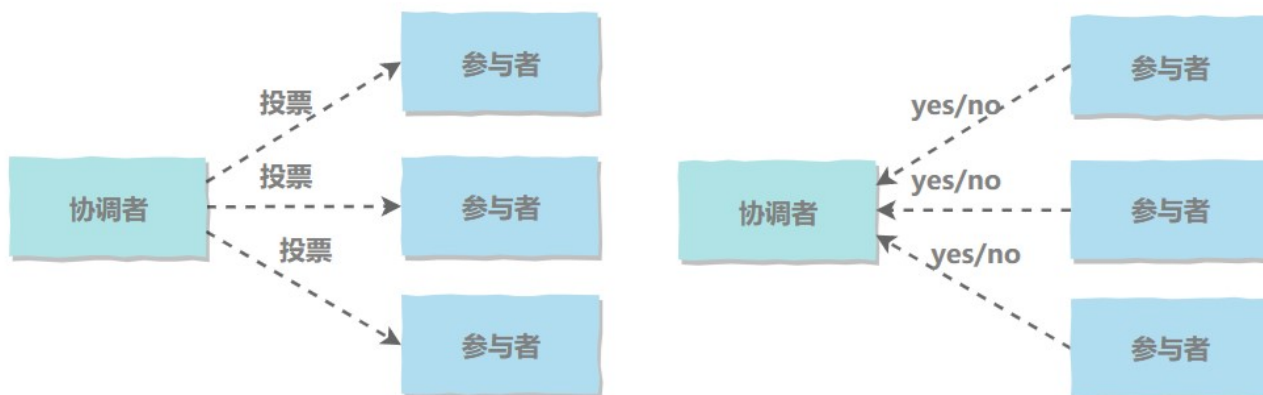 参与者
投票
投票
协调者
参与者
投票
参与者
参与者
yes/no
yes/no
协调者
参与者
yes/no
参与者